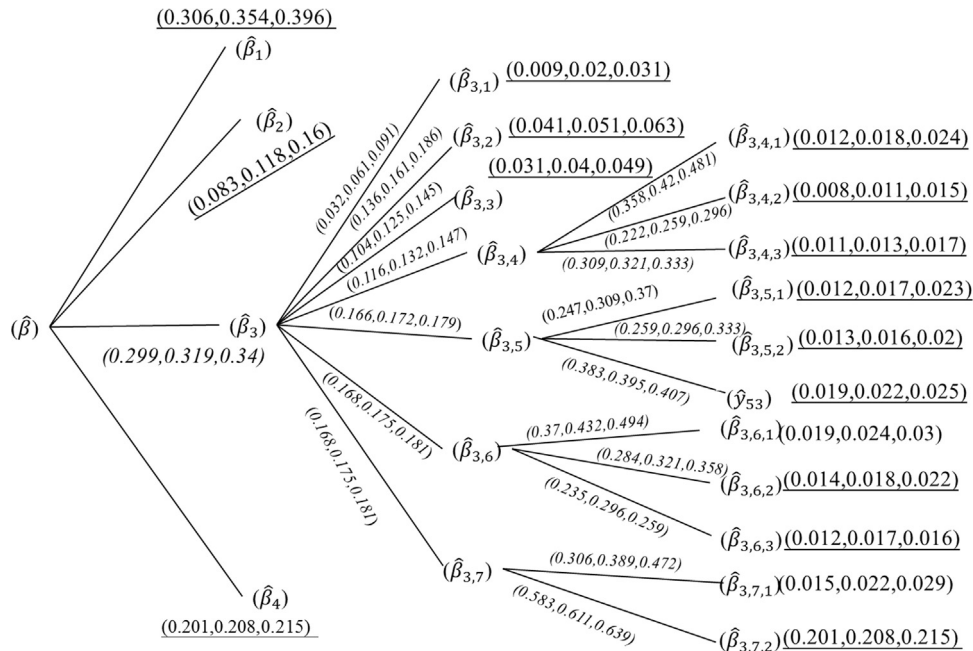 (0.306,0.354,0.396)
(β̂₁)
(β̂₂)
(0.083,0.118,0.16)
(β̂)
(β̂₃)
(0.299,0.319,0.34)
(β̂₄)
(0.201,0.208,0.215)
(0.032,0.061,0.091)
(β̂₃,₁) (0.009,0.02,0.031)
(0.136,0.161,0.186)
(β̂₃,₂) (0.041,0.051,0.063)
(0.104,0.125,0.145)
(0.031,0.04,0.049)
(β̂₃,₃)
(0.116,0.132,0.147)
(β̂₃,₄)
(0.166,0.172,0.179)
(β̂₃,₅)
(0.168,0.175,0.181)
(β̂₃,₆)
(0.168,0.175,0.181)
(β̂₃,₇)
(0.358,0.42,0.481)
(β̂₃,₄,₁) (0.012,0.018,0.024)
(0.222,0.259,0.296)
(β̂₃,₄,₂) (0.008,0.011,0.015)
(0.309,0.321,0.333)
(β̂₃,₄,₃) (0.011,0.013,0.017)
(0.247,0.309,0.37)
(β̂₃,₅,₁) (0.012,0.017,0.023)
(0.259,0.296,0.333)
(β̂₃,₅,₂) (0.013,0.016,0.02)
(0.383,0.395,0.407)
(ŷ₅₃) (0.019,0.022,0.025)
(0.37,0.432,0.494)
(β̂₃,₆,₁) (0.019,0.024,0.03)
(0.284,0.321,0.358)
(β̂₃,₆,₂) (0.014,0.018,0.022)
(0.235,0.296,0.259)
(β̂₃,₆,₃) (0.012,0.017,0.016)
(0.306,0.389,0.472)
(β̂₃,₇,₁) (0.015,0.022,0.029)
(0.583,0.611,0.639)
(β̂₃,₇,₂) (0.201,0.208,0.215)